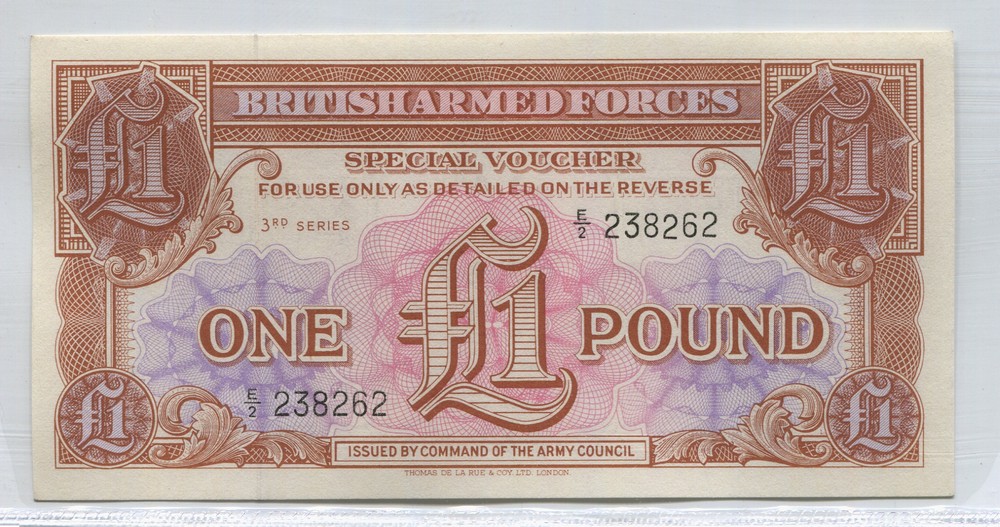 £1 BRITISH ARMED FORCES £1
SPECIAL VOUCHER
FOR USE ONLY AS DETAILED ON THE REVERSE
3RD SERIES E/2 238262
ONE £1 POUND
E/2 238262
£1 ISSUED BY COMMAND OF THE ARMY COUNCIL £1
THOMAS DE LA RUE & COY. LTD. LONDON.